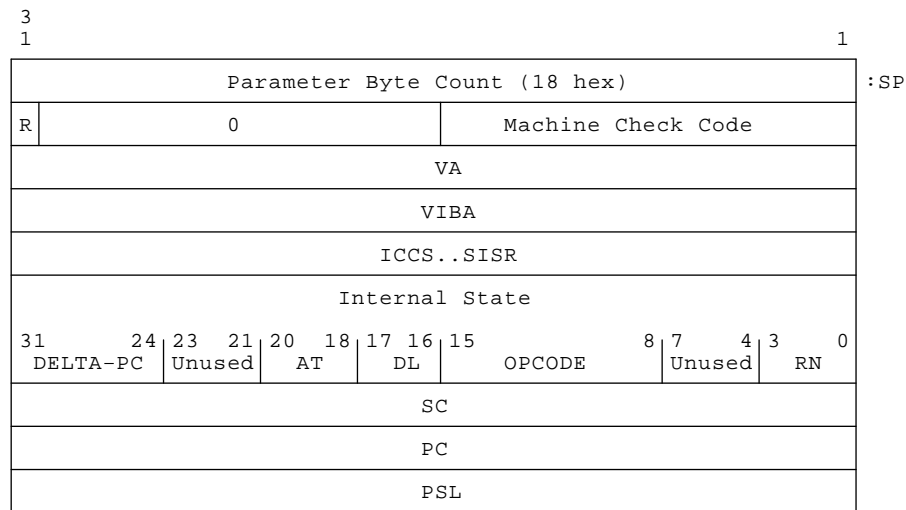 3
1 1
Parameter Byte Count (18 hex) :SP
R 0 Machine Check Code
VA
VIBA
ICCS..SISR
Internal State
31 24 23 21 20 18 17 16 15 8 7 4 3 0
DELTA-PC Unused AT DL OPCODE Unused RN
SC
PC
PSL